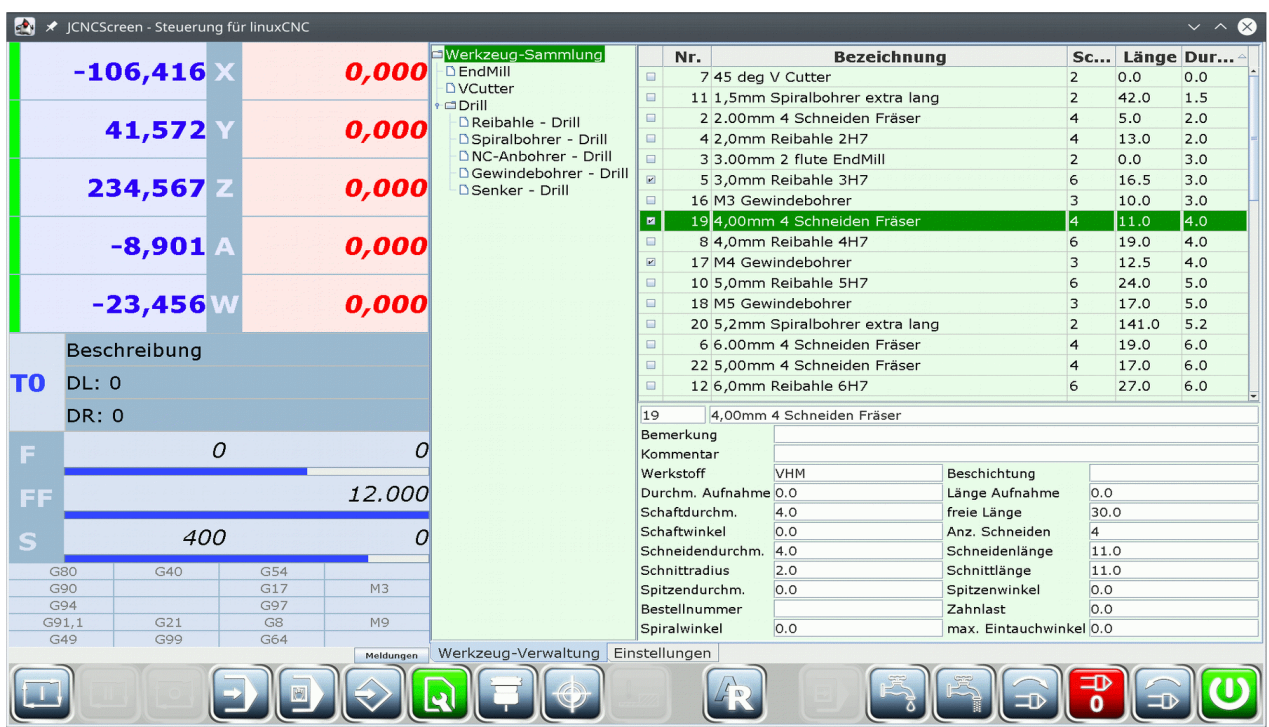 JCNCScreen - Steuerung für linuxCNC
-106,416 X 0,000
41,572 Y 0,000
234,567 Z 0,000
-8,901 A 0,000
-23,456 W 0,000
T0
Beschreibung
DL: 0
DR: 0
F 0 0
FF 12.000
S 400 0
G80 G40 G54
G90 G17 M3
G94 G97
G91,1 G21 G8 M9
G49 G99 G64
Meldungen
Werkzeug-Sammlung
EndMill
VCutter
Drill
Reibahle - Drill
Spiralbohrer - Drill
NC-Anbohrer - Drill
Gewindebohrer - Drill
Senker - Drill
Nr. Bezeichnung Sc... Länge Dur...
7 45 deg V Cutter 2 0.0 0.0
11 1,5mm Spiralbohrer extra lang 2 42.0 1.5
2 2.00mm 4 Schneiden Fräser 4 5.0 2.0
4 2,0mm Reibahle 2H7 4 13.0 2.0
3 3.00mm 2 flute EndMill 2 0.0 3.0
5 3,0mm Reibahle 3H7 6 16.5 3.0
16 M3 Gewindebohrer 3 10.0 3.0
19 4,00mm 4 Schneiden Fräser 4 11.0 4.0
8 4,0mm Reibahle 4H7 6 19.0 4.0
17 M4 Gewindebohrer 3 12.5 4.0
10 5,0mm Reibahle 5H7 6 24.0 5.0
18 M5 Gewindebohrer 3 17.0 5.0
20 5,2mm Spiralbohrer extra lang 2 141.0 5.2
6 6.00mm 4 Schneiden Fräser 4 19.0 6.0
22 5,00mm 4 Schneiden Fräser 4 17.0 6.0
12 6,0mm Reibahle 6H7 6 27.0 6.0
19 4,00mm 4 Schneiden Fräser
Bemerkung
Kommentar
Werkstoff VHM Beschichtung
Durchm. Aufnahme 0.0 Länge Aufnahme 0.0
Schaftdurchm. 4.0 freie Länge 30.0
Schaftwinkel 0.0 Anz. Schneiden 4
Schneidendurchm. 4.0 Schneidenlänge 11.0
Schnittradius 2.0 Schnittlänge 11.0
Spitzendurchm. 0.0 Spitzenwinkel 0.0
Bestellnummer Zahnlast 0.0
Spiralwinkel 0.0 max. Eintauchwinkel 0.0
Werkzeug-Verwaltung Einstellungen
AR
0